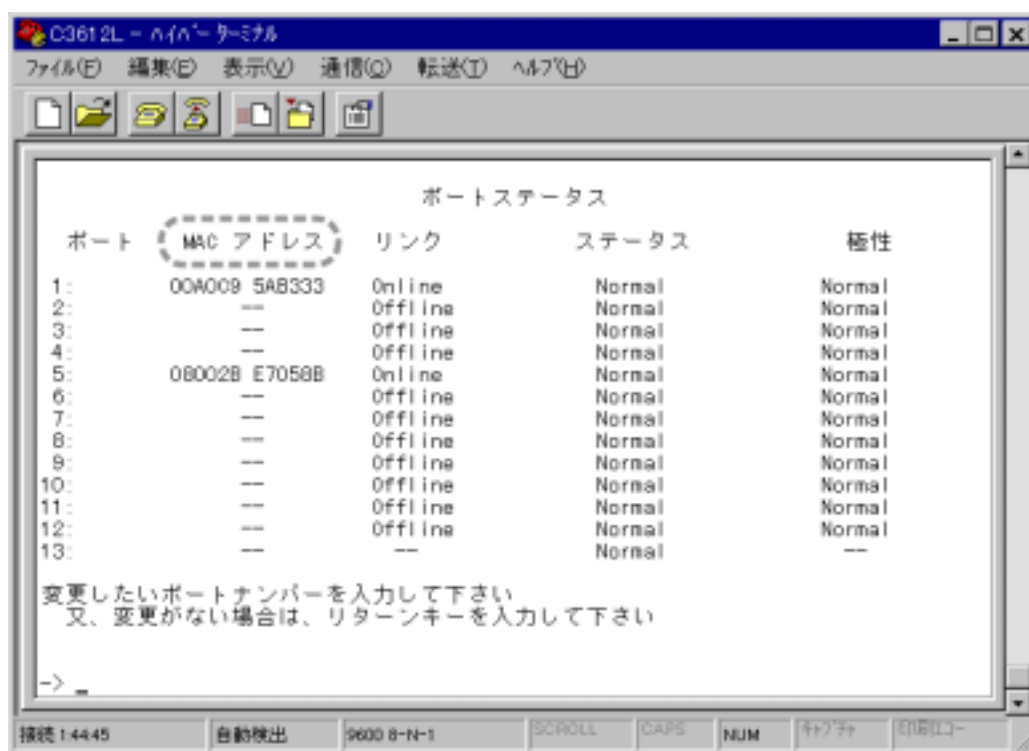 C3612L - ﾊｲﾊﾟｰ ﾀｰﾐﾅﾙ
ﾌｧｲﾙ(F) 編集(E) 表示(V) 通信(C) 転送(T) ﾍﾙﾌﾟ(H)
ポートステータス
ポート MAC アドレス リンク ステータス 極性
1: 00A0C9 5AB333 Online Normal Normal
2: -- Offline Normal Normal
3: -- Offline Normal Normal
4: -- Offline Normal Normal
5: 08002B E7058B Online Normal Normal
6: -- Offline Normal Normal
7: -- Offline Normal Normal
8: -- Offline Normal Normal
9: -- Offline Normal Normal
10: -- Offline Normal Normal
11: -- Offline Normal Normal
12: -- Offline Normal Normal
13: -- -- Normal --
変更したいポートナンバーを入力して下さい
又、変更がない場合は、リターンキーを入力して下さい
-> _
接続 1:44:45 自動検出 9600 8-N-1 SCROLL CAPS NUM ｷｬﾌﾟﾁｬ 印刷ｴｺｰ